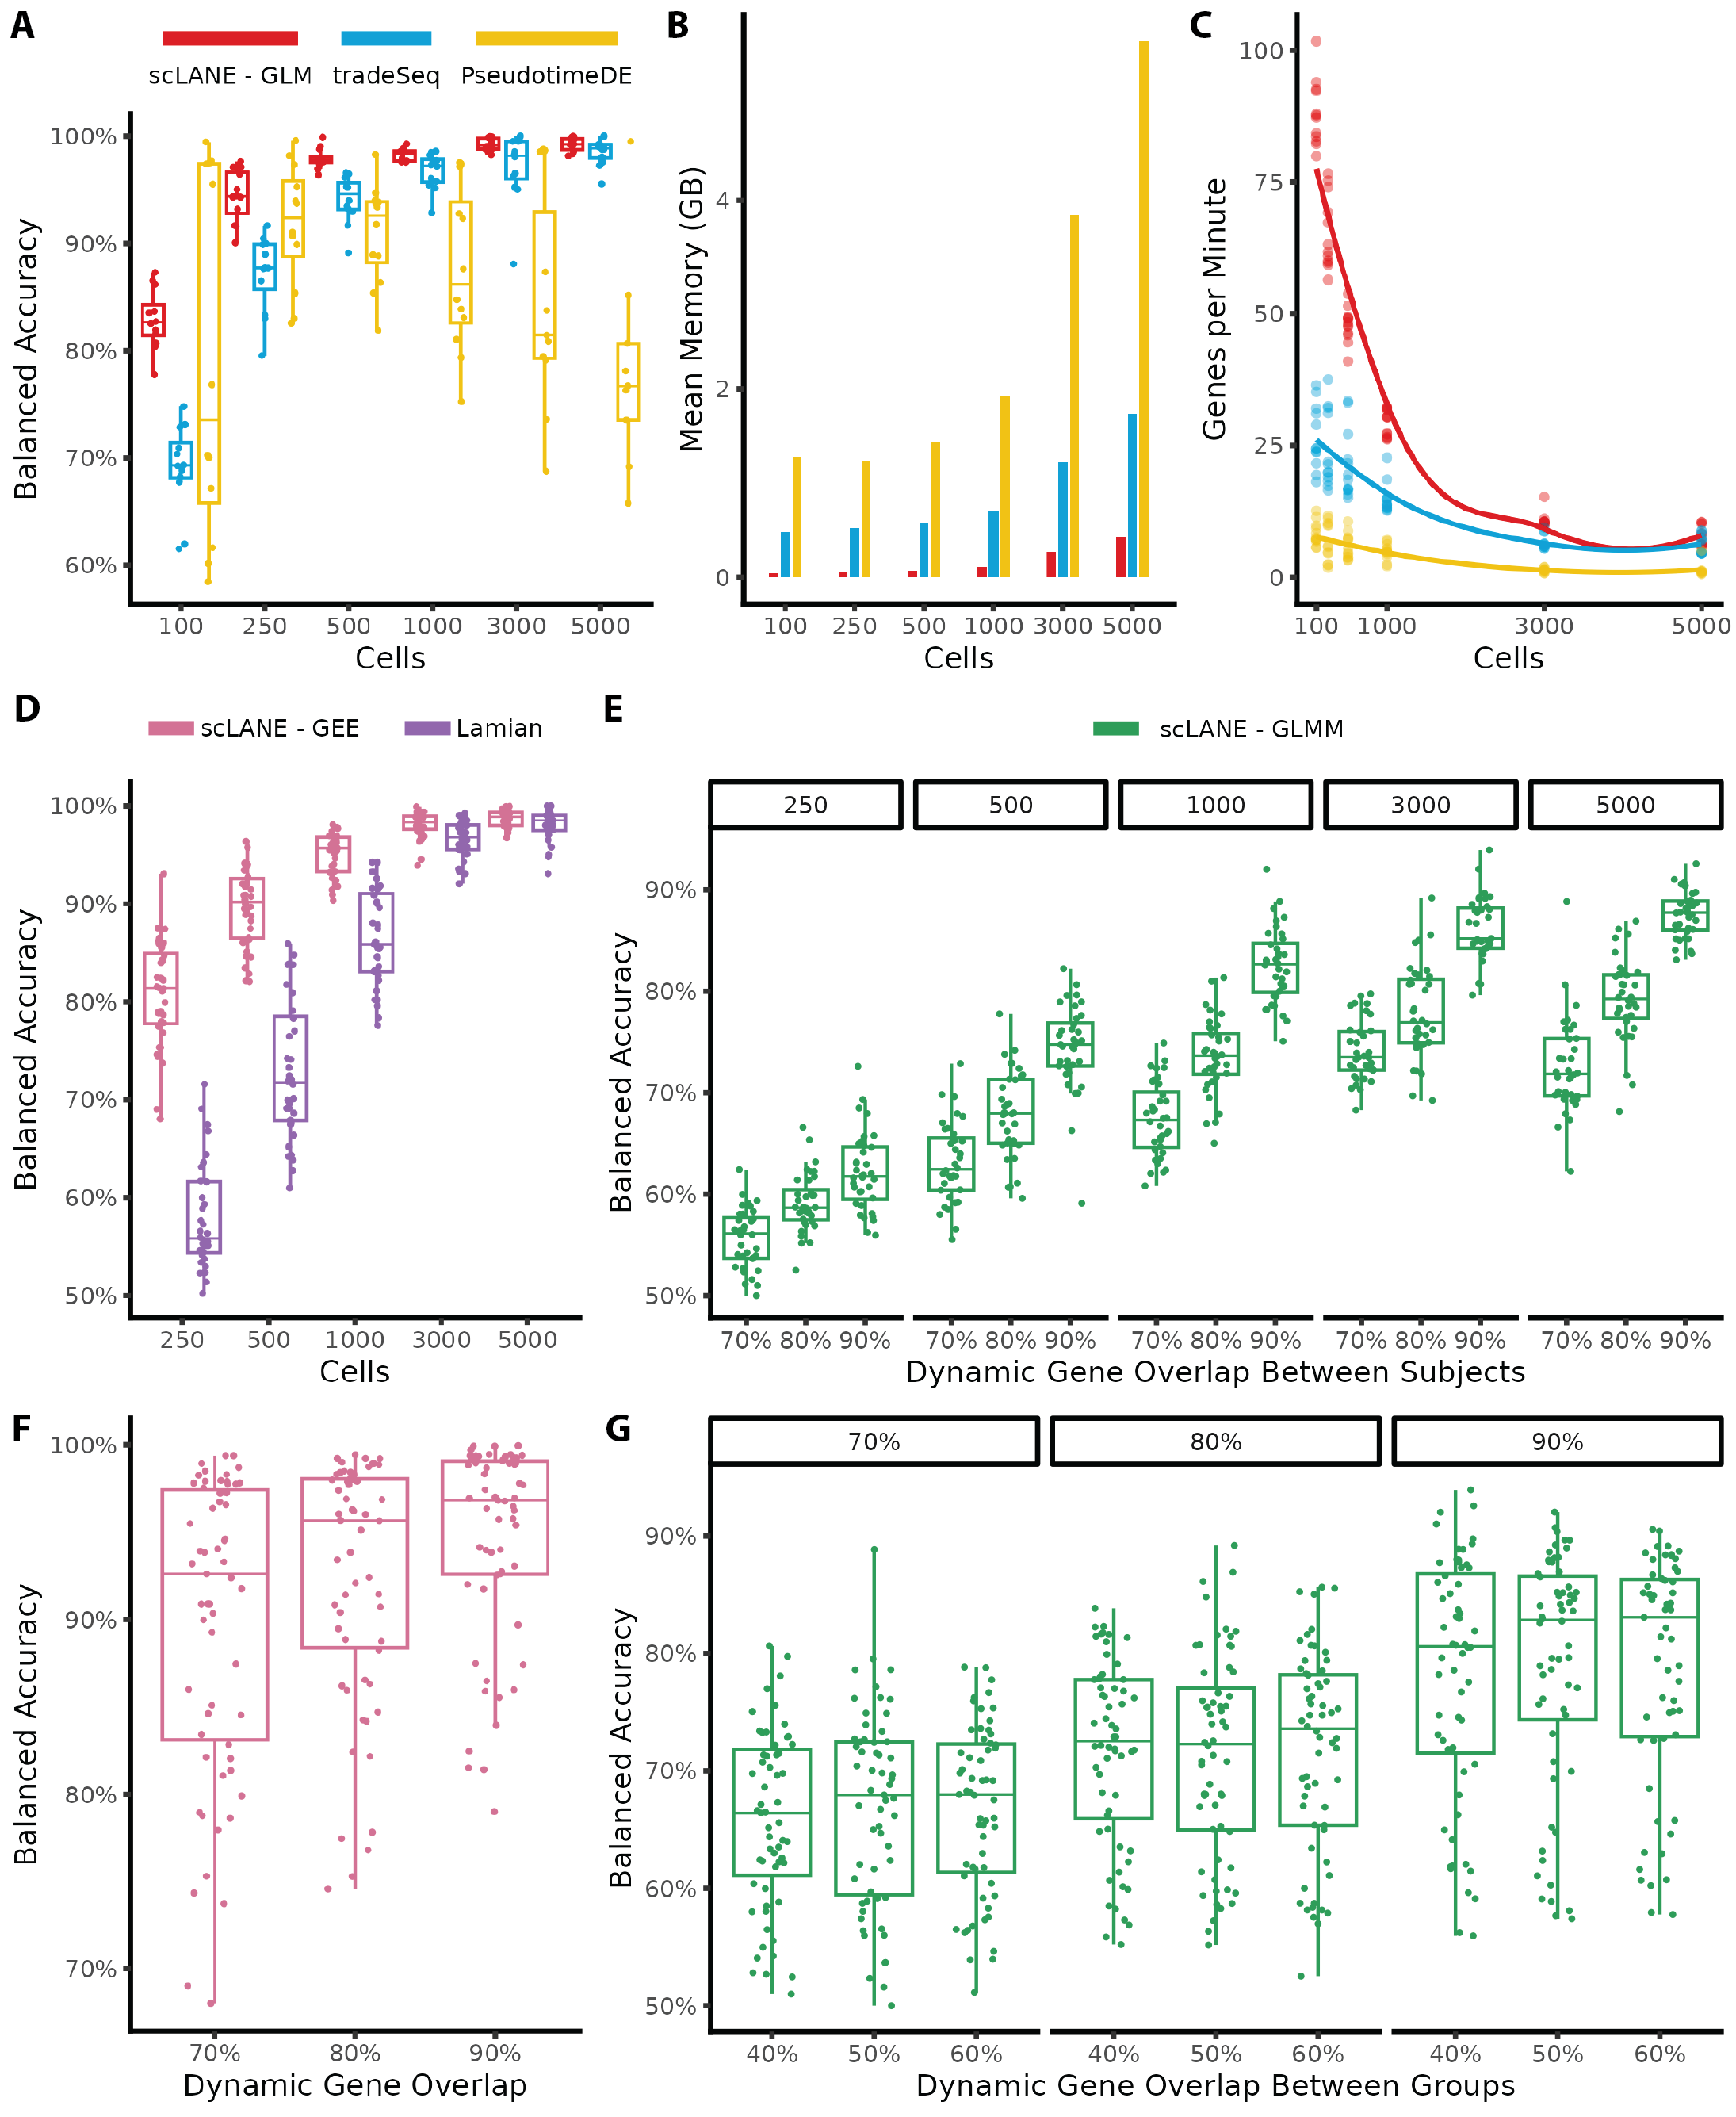 A
scLANE - GLM tradeSeq PseudotimeDE
Balanced Accuracy
100%
90%
80%
70%
60%
100 250 500 1000 3000 5000
Cells
B
Mean Memory (GB)
4
2
0
100 250 500 1000 3000 5000
Cells
C
Genes per Minute
100
75
50
25
0
100 1000 3000 5000
Cells
D
scLANE - GEE Lamian
Balanced Accuracy
100%
90%
80%
70%
60%
50%
250 500 1000 3000 5000
Cells
E
scLANE - GLMM
250 500 1000 3000 5000
Balanced Accuracy
90%
80%
70%
60%
50%
70% 80% 90% 70% 80% 90% 70% 80% 90% 70% 80% 90% 70% 80% 90%
Dynamic Gene Overlap Between Subjects
F
Balanced Accuracy
100%
90%
80%
70%
70% 80% 90%
Dynamic Gene Overlap
G
70% 80% 90%
Balanced Accuracy
90%
80%
70%
60%
50%
40% 50% 60% 40% 50% 60% 40% 50% 60%
Dynamic Gene Overlap Between Groups